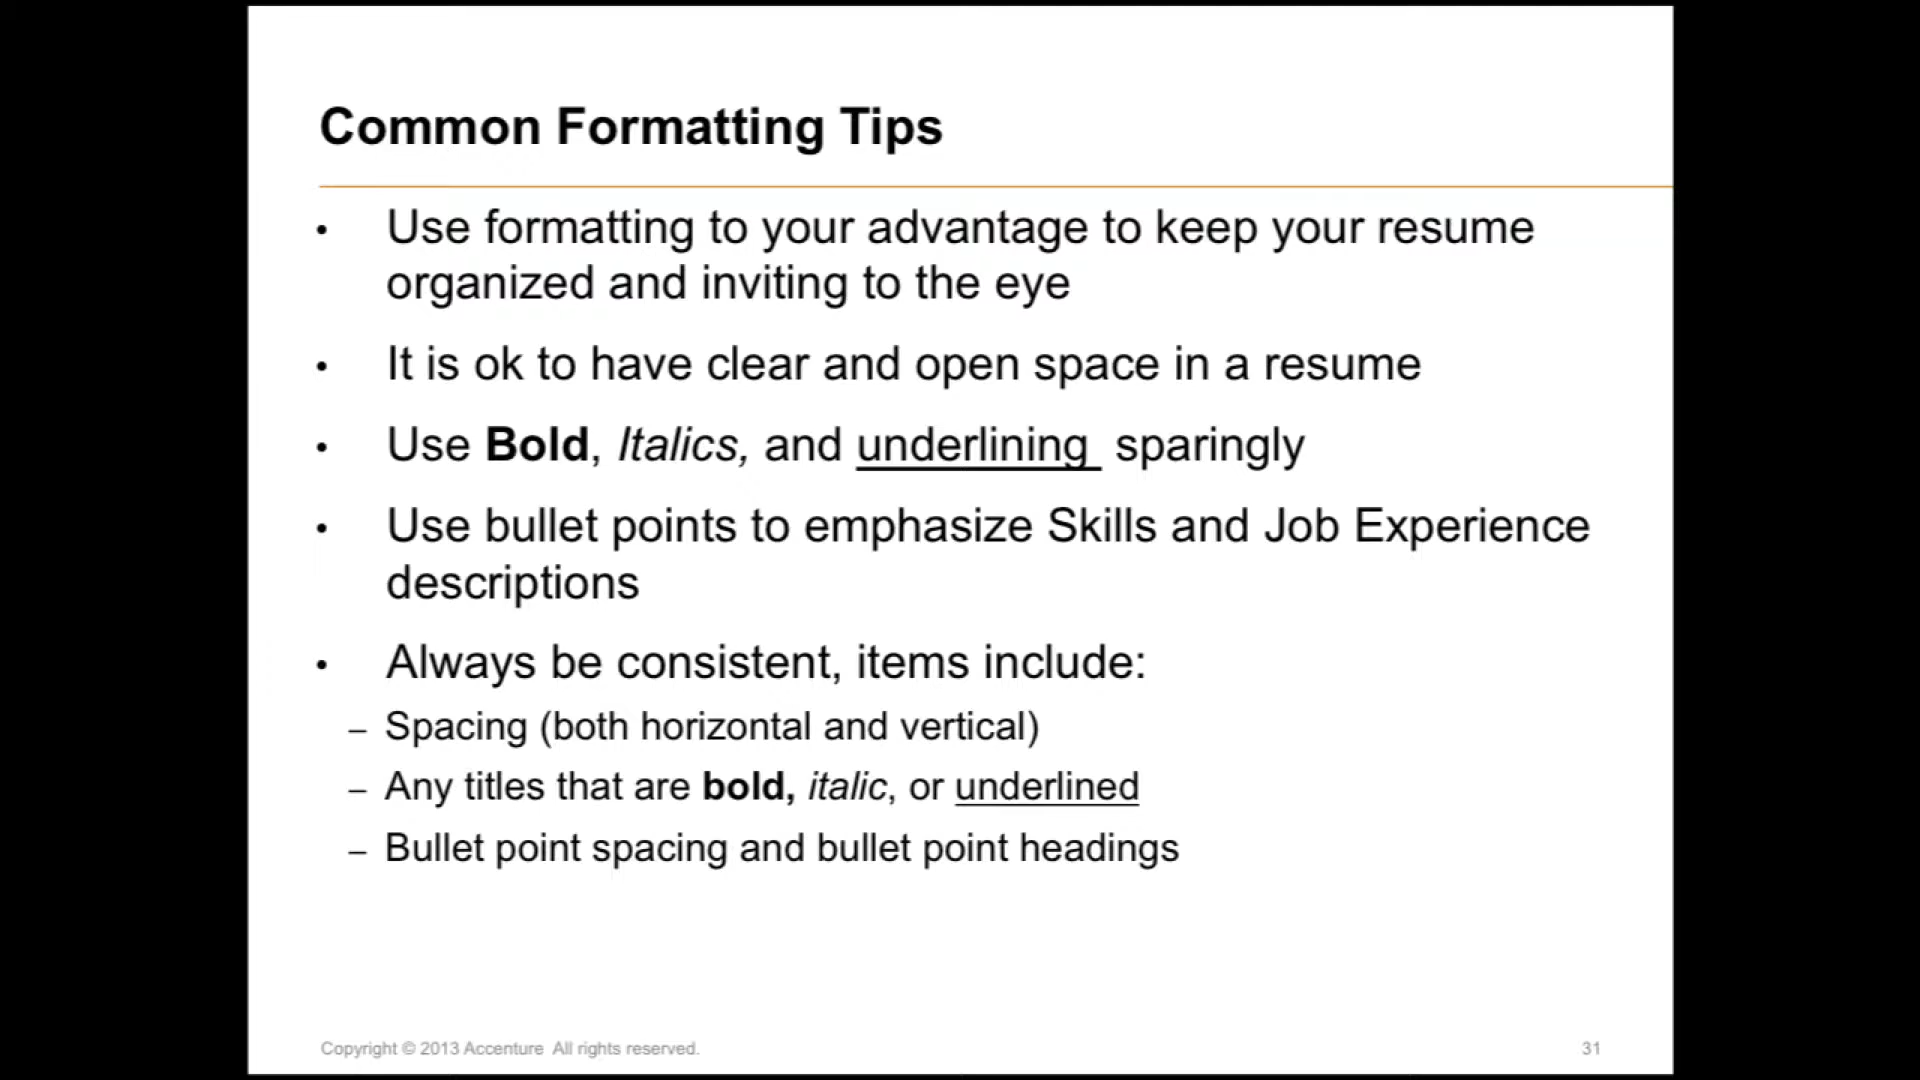 Common Formatting Tips
• Use formatting to your advantage to keep your resume
organized and inviting to the eye
• It is ok to have clear and open space in a resume
• Use Bold, Italics, and underlining  sparingly
• Use bullet points to emphasize Skills and Job Experience
descriptions
• Always be consistent, items include:
– Spacing (both horizontal and vertical)
– Any titles that are bold, italic, or underlined
– Bullet point spacing and bullet point headings
Copyright © 2013 Accenture  All rights reserved.
31